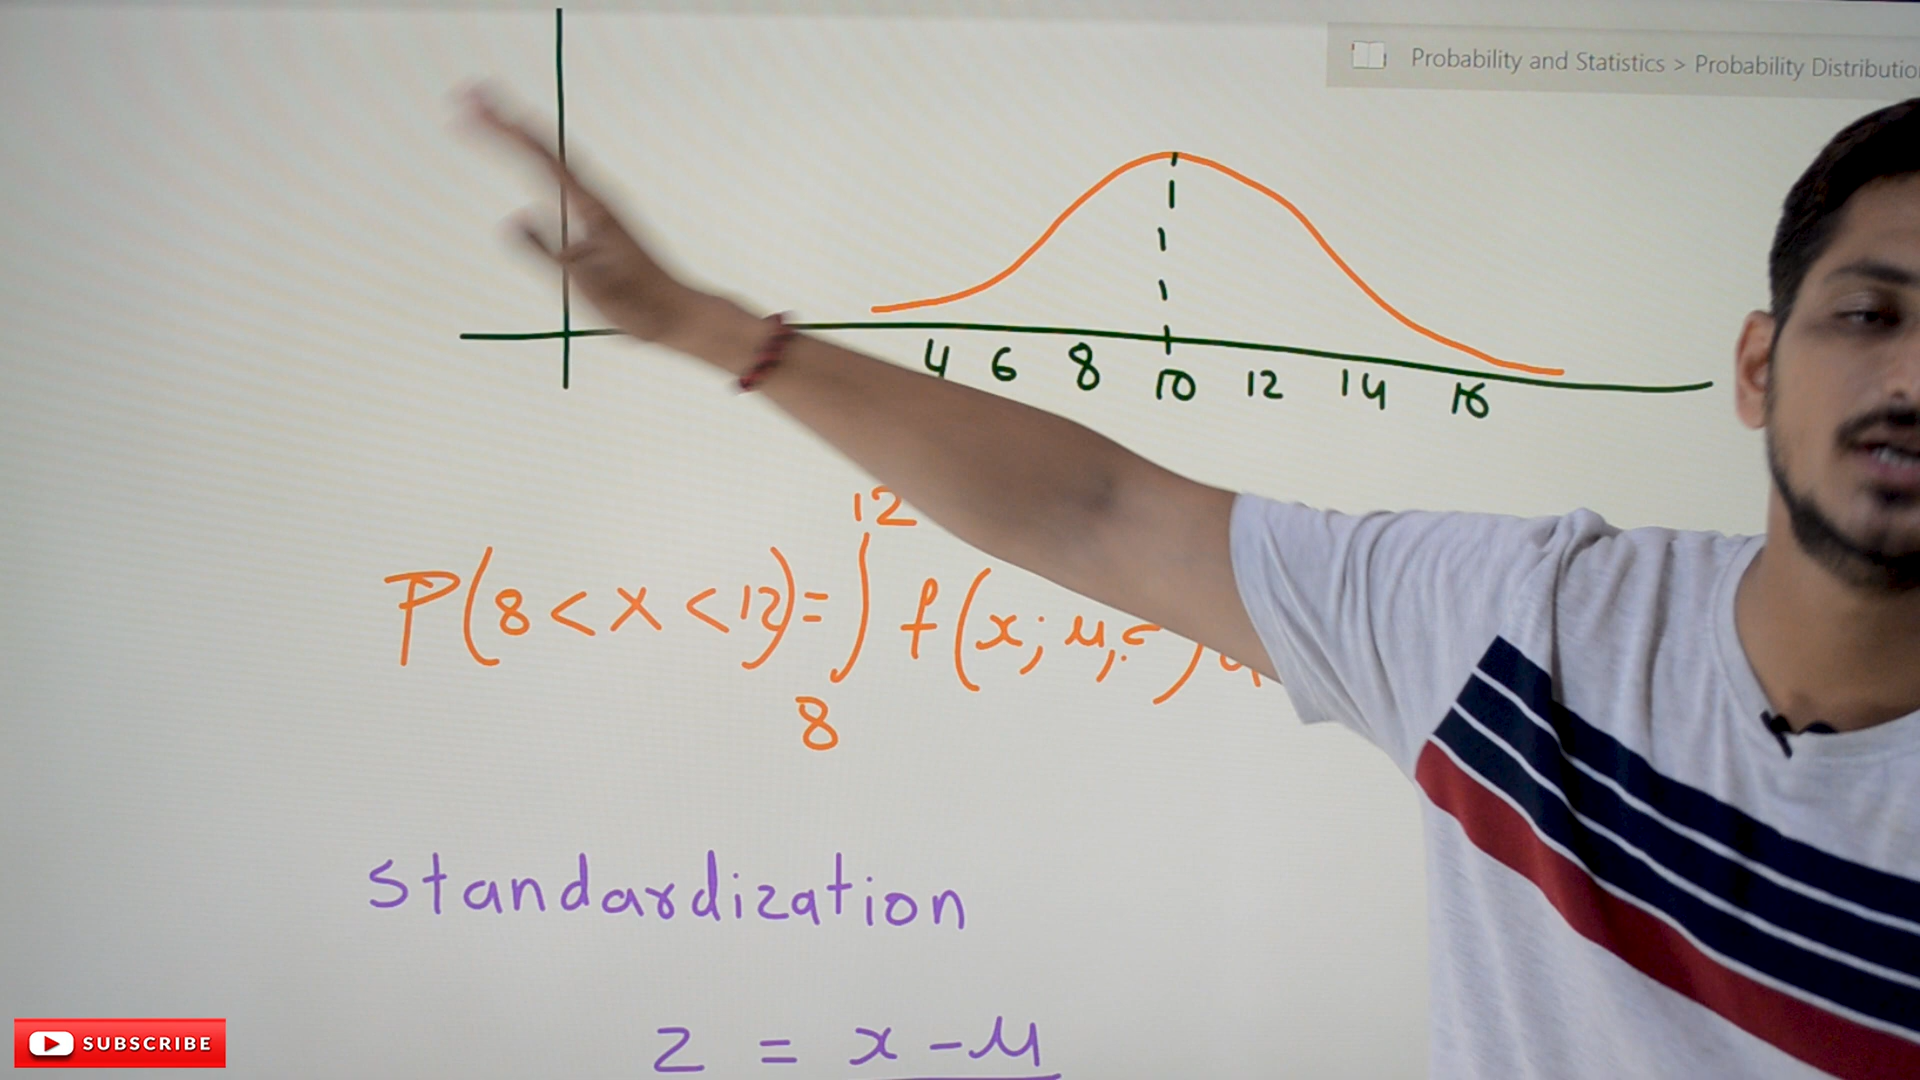 Probability and Statistics > Probability Distributio
4 6 8 10 12 14 16
12
P(8 < X < 12) = ∫ f(x; μ,
8
Standardization
z = x - μ
SUBSCRIBE